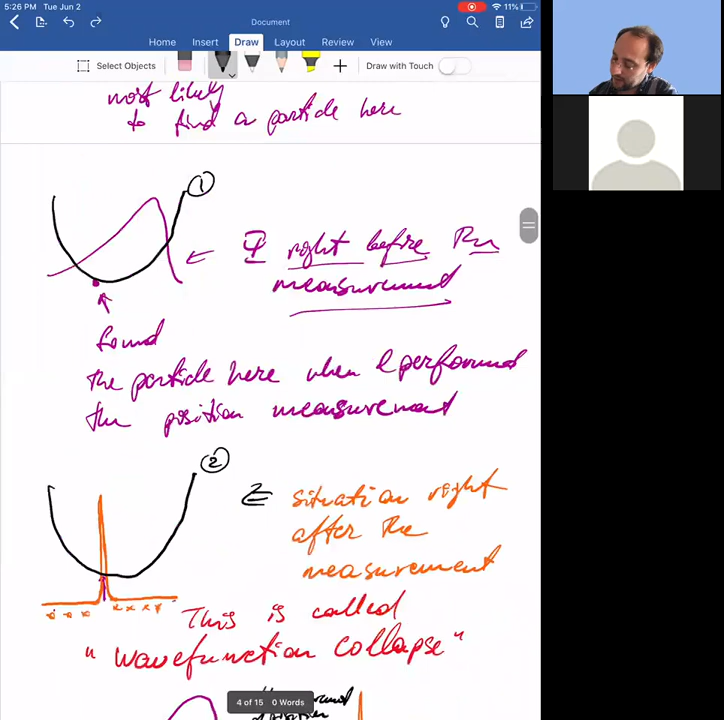 5:26 PM Tue Jun 2
11%
Document
Home Insert Draw Layout Review View
Select Objects
Draw with Touch
most likely
to find a particle here
1
Ψ right before the
measurement
found
the particle here when I performed
the position measurement
2
situation right
after the
measurement
This is called
"wavefunction collapse"
4 of 15 0 Words